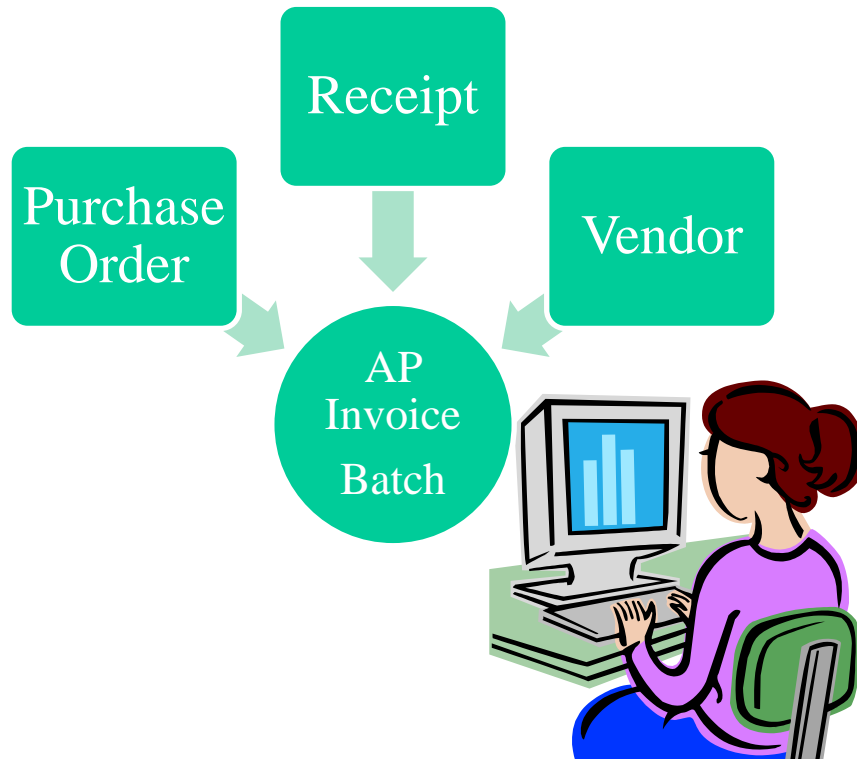 Receipt
Purchase
Order
Vendor
AP
Invoice
Batch